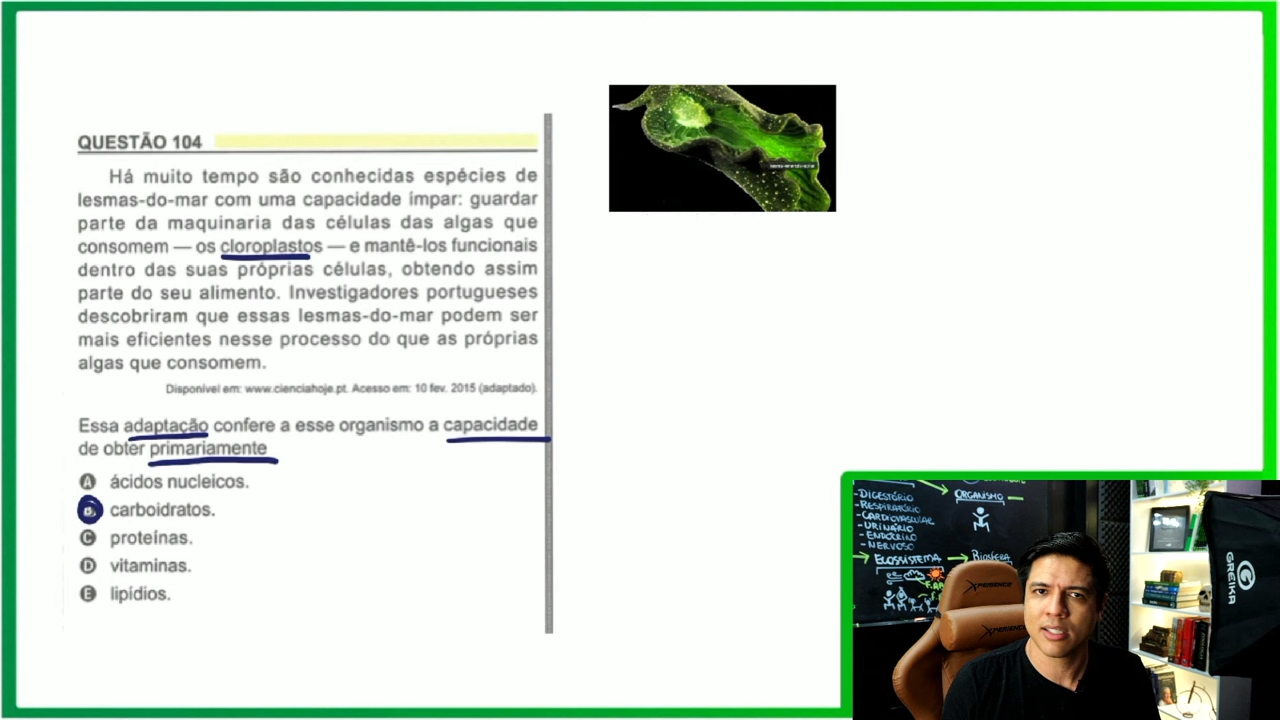 QUESTÃO 104
Há muito tempo são conhecidas espécies de
lesmas-do-mar com uma capacidade ímpar: guardar
parte da maquinaria das células das algas que
consomem — os cloroplastos — e mantê-los funcionais
dentro das suas próprias células, obtendo assim
parte do seu alimento. Investigadores portugueses
descobriram que essas lesmas-do-mar podem ser
mais eficientes nesse processo do que as próprias
algas que consomem.
Disponível em: www.cienciahoje.pt. Acesso em: 10 fev. 2015 (adaptado).
Essa adaptação confere a esse organismo a capacidade
de obter primariamente
A ácidos nucleicos.
B carboidratos.
C proteínas.
D vitaminas.
E lipídios.
-DIGESTÓRIO
-RESPIRATÓRIO
-CARDIOVASCULAR
-URINÁRIO
-ENDÓCRINO
-NERVOSO
ORGANISMO
ECOSSISTEMA
BIOSFERA
XPERIENCE
XPERIENCE
GREIKA